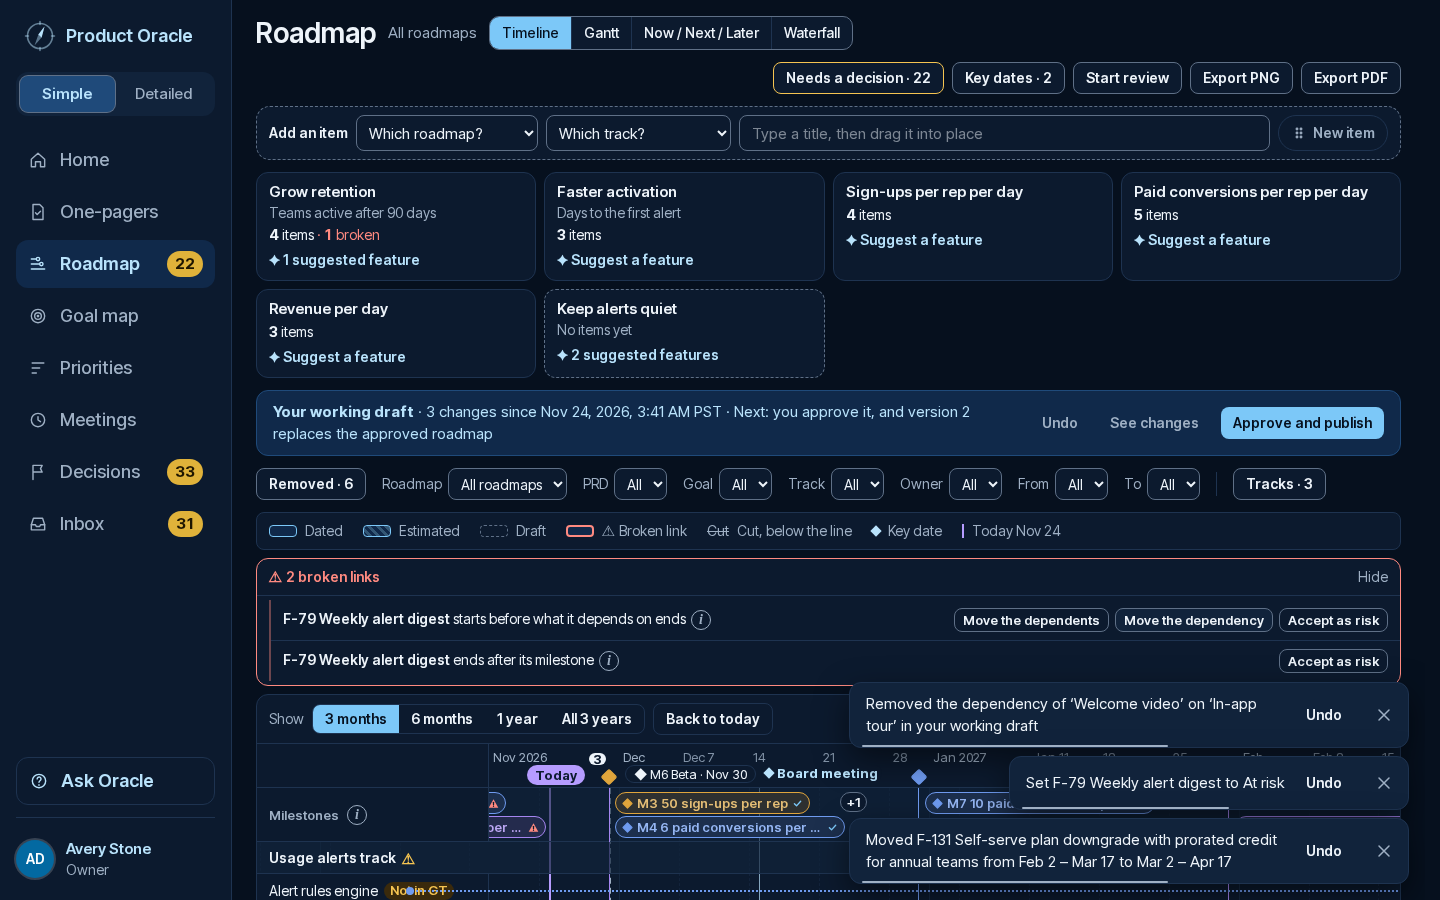 Product Oracle
Simple
Detailed
Home
One-pagers
Roadmap 22
Goal map
Priorities
Meetings
Decisions 33
Inbox 31
Ask Oracle
AD
Avery Stone
Owner
Roadmap
All roadmaps
Timeline
Gantt
Now / Next / Later
Waterfall
Needs a decision · 22
Key dates · 2
Start review
Export PNG
Export PDF
Add an item
Which roadmap?
Which track?
Type a title, then drag it into place
New item
Grow retention
Teams active after 90 days
4 items · 1 broken
1 suggested feature
Faster activation
Days to the first alert
3 items
Suggest a feature
Sign-ups per rep per day
4 items
Suggest a feature
Paid conversions per rep per day
5 items
Suggest a feature
Revenue per day
3 items
Suggest a feature
Keep alerts quiet
No items yet
2 suggested features
Your working draft · 3 changes since Nov 24, 2026, 3:41 AM PST · Next: you approve it, and version 2
replaces the approved roadmap
Undo
See changes
Approve and publish
Removed · 6
Roadmap
All roadmaps
PRD
All
Goal
All
Track
All
Owner
All
From
All
To
All
Tracks · 3
Dated
Estimated
Draft
⚠ Broken link
Cut
Cut, below the line
Key date
Today Nov 24
⚠ 2 broken links
Hide
F-79 Weekly alert digest starts before what it depends on ends i
Move the dependents
Move the dependency
Accept as risk
F-79 Weekly alert digest ends after its milestone i
Accept as risk
Show
3 months
6 months
1 year
All 3 years
Back to today
Removed the dependency of ‘Welcome video’ on ‘In-app
tour’ in your working draft
Undo
Nov 2026
3
Dec
Dec 7
14
21
28
Jan 2027
Today
M6 Beta · Nov 30
Board meeting
Set F-79 Weekly alert digest to At risk
Undo
Milestones i
M3 50 sign-ups per rep ✓
+1
M7 10 paid
per ...
M4 6 paid conversions per ... ✓
Moved F-131 Self-serve plan downgrade with prorated credit
for annual teams from Feb 2 – Mar 17 to Mar 2 – Apr 17
Undo
Usage alerts track ⚠
Alert rules engine
Not in GT